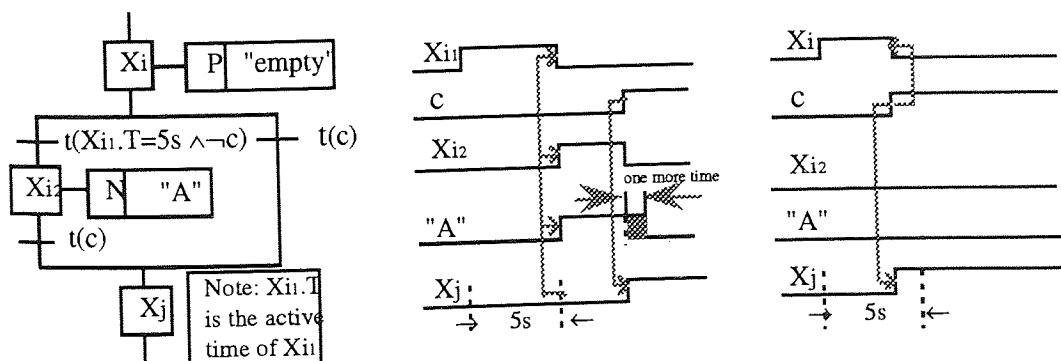 Xi P "empty"
t(Xi1.T=5s ∧¬c) t(c)
Xi2 N "A"
t(c)
Xj
Note: Xi1.T
is the active
time of Xi1
Xi1
c
Xi2
one more time
"A"
Xj
5s
Xi
c
Xi2
"A"
Xj
5s